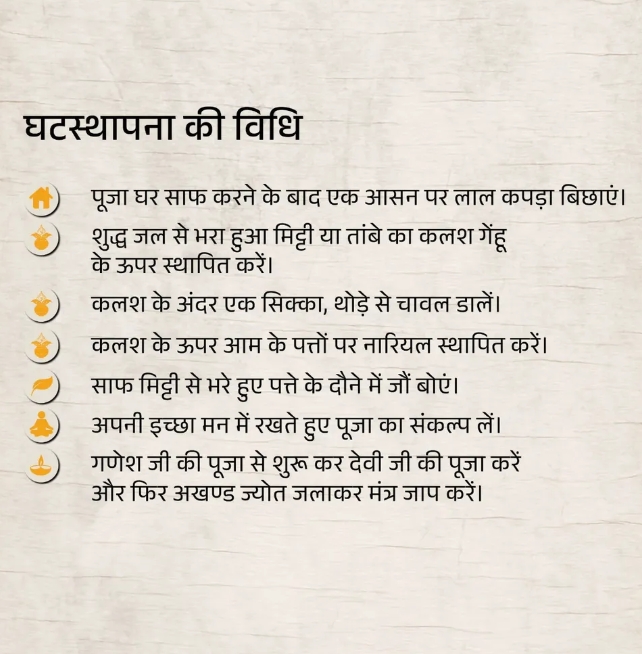 घटस्थापना की विधि
पूजा घर साफ करने के बाद एक आसन पर लाल कपड़ा बिछाएं।
शुद्ध जल से भरा हुआ मिट्टी या तांबे का कलश गेंहू
के ऊपर स्थापित करें।
कलश के अंदर एक सिक्का, थोड़े से चावल डालें।
कलश के ऊपर आम के पत्तों पर नारियल स्थापित करें।
साफ मिट्टी से भरे हुए पत्ते के दौने में जौं बोएं।
अपनी इच्छा मन में रखते हुए पूजा का संकल्प लें।
गणेश जी की पूजा से शुरू कर देवी जी की पूजा करें
और फिर अखण्ड ज्योत जलाकर मंत्र जाप करें।